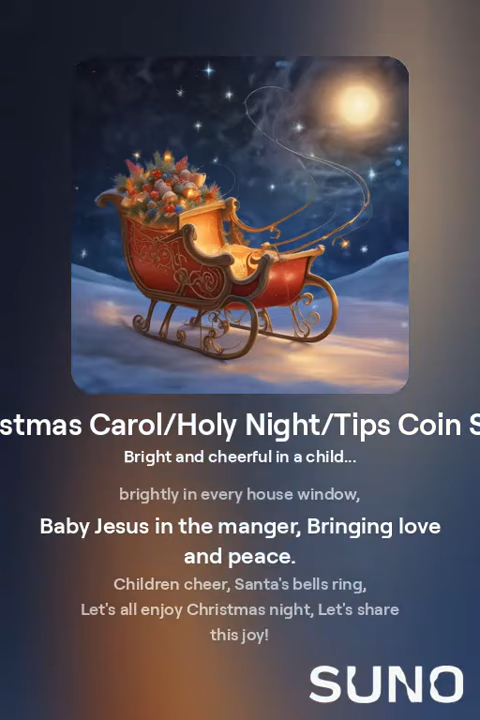 stmas Carol/Holy Night/Tips Coin S
Bright and cheerful in a child...
brightly in every house window,
Baby Jesus in the manger, Bringing love
and peace.
Children cheer, Santa's bells ring,
Let's all enjoy Christmas night, Let's share
this joy!
SUNO